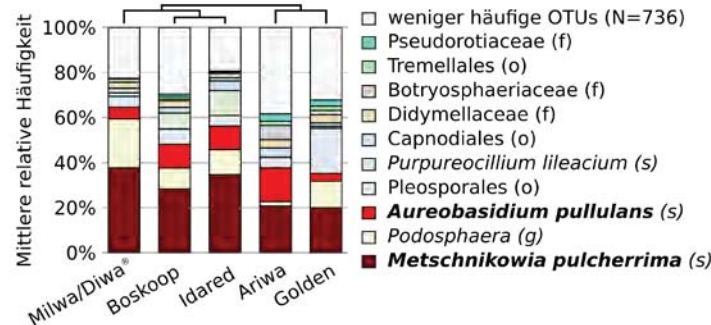 Mittlere relative Häufigkeit
100%
80%
60%
40%
20%
0%
Milwa/Diwa®
Boskoop
Idared
Ariwa
Golden
weniger häufige OTUs (N=736)
Pseudorotiaceae (f)
Tremellales (o)
Botryosphaeriaceae (f)
Didymellaceae (f)
Capnodiales (o)
Purpureocillium lileacium (s)
Pleosporales (o)
Aureobasidium pullulans (s)
Podosphaera (g)
Metschnikowia pulcherrima (s)